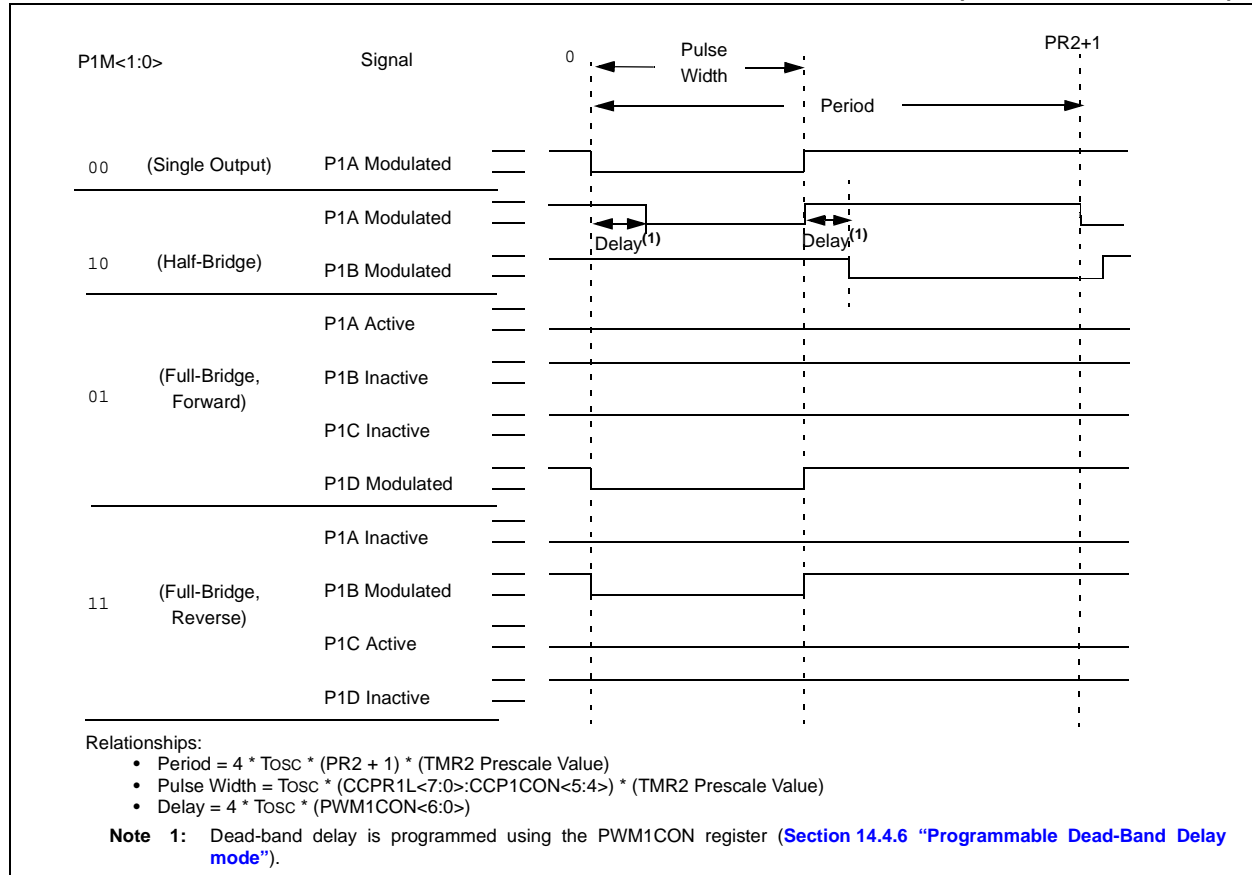 P1M<1:0>
Signal
0
Pulse
Width
PR2+1
Period
00 (Single Output) P1A Modulated
P1A Modulated
Delay(1) Delay(1)
10 (Half-Bridge) P1B Modulated
P1A Active
01 (Full-Bridge,
Forward)
P1B Inactive
P1C Inactive
P1D Modulated
P1A Inactive
11 (Full-Bridge,
Reverse)
P1B Modulated
P1C Active
P1D Inactive
Relationships:
• Period = 4 * TOSC * (PR2 + 1) * (TMR2 Prescale Value)
• Pulse Width = TOSC * (CCPR1L<7:0>:CCP1CON<5:4>) * (TMR2 Prescale Value)
• Delay = 4 * TOSC * (PWM1CON<6:0>)
Note 1: Dead-band delay is programmed using the PWM1CON register (Section 14.4.6 “Programmable Dead-Band Delay
mode”).